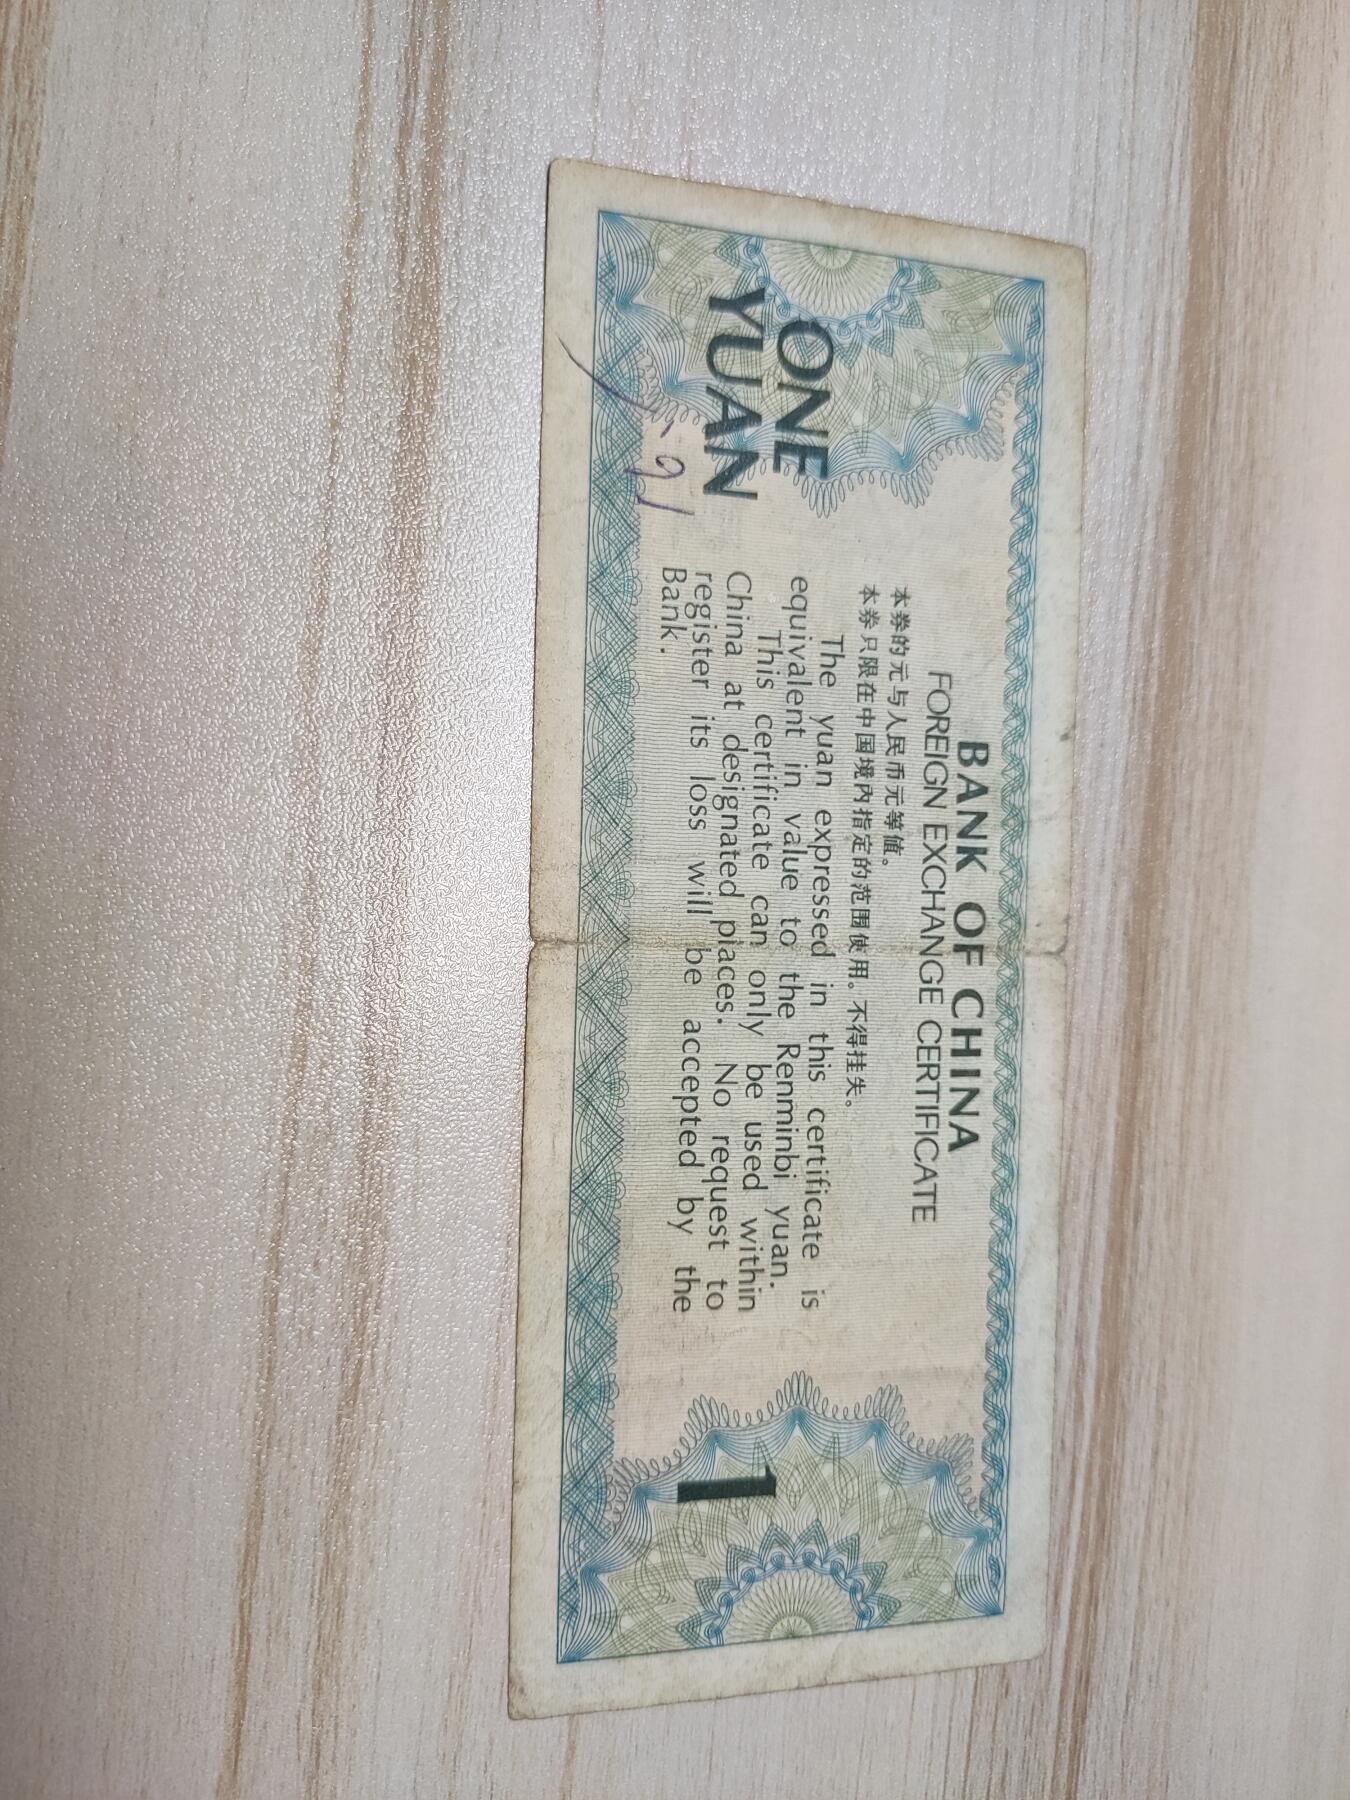 BANK OF CHINA
FOREIGN EXCHANGE CERTIFICATE
本券的元与人民币元等值。
本券只限在中国境内指定的范围使用。不得挂失。
ONE
YUAN
The yuan expressed in this certificate is
equivalent in value to the Renminbi yuan.
This certificate can only be used within
China at designated places. No request to
register its loss will be accepted by the
Bank.
1